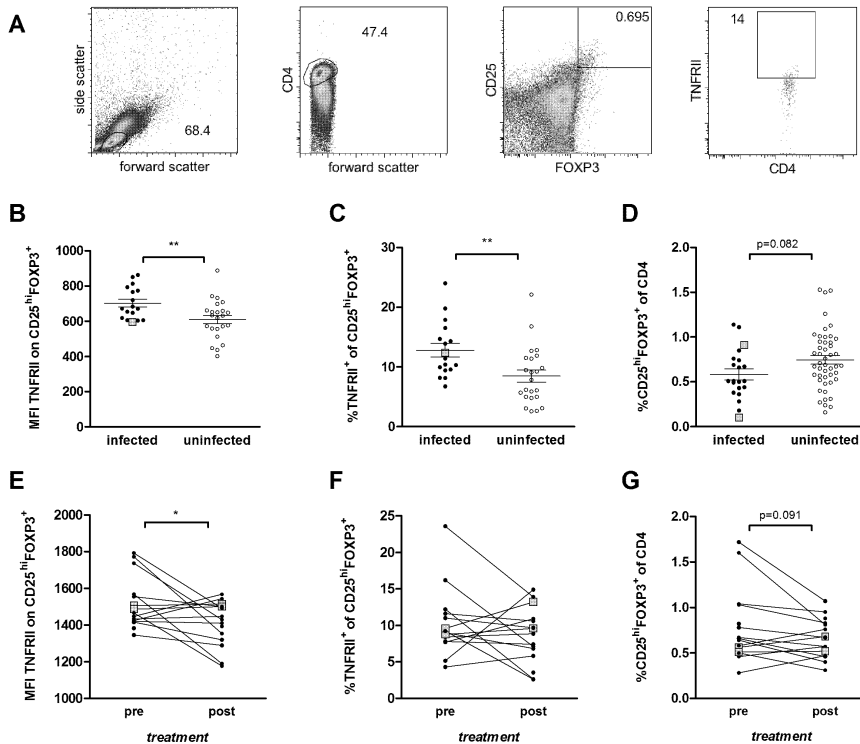 A
side scatter
68.4
forward scatter
CD4
47.4
forward scatter
CD25
0.695
FOXP3
TNFRII
14
CD4
B
MFI TNFRII on CD25hiFOXP3+
1000
800
600
400
200
0
**
infected
uninfected
C
%TNFRII+ of CD25hiFOXP3+
30
20
10
0
**
infected
uninfected
D
%CD25hiFOXP3+ of CD4
2.0
1.5
1.0
0.5
0.0
p=0.082
infected
uninfected
E
MFI TNFRII on CD25hiFOXP3+
2000
1800
1600
1400
1200
1000
*
pre
post
treatment
F
%TNFRII+ of CD25hiFOXP3+
30
25
20
15
10
5
0
pre
post
treatment
G
%CD25hiFOXP3+ of CD4
2.0
1.5
1.0
0.5
0.0
p=0.091
pre
post
treatment